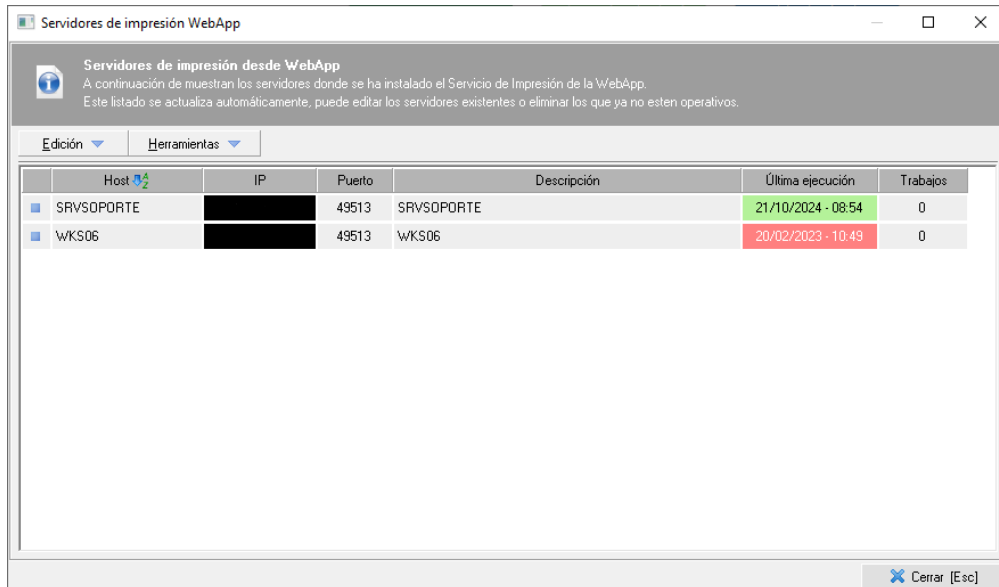 Servidores de impresión WebApp
Servidores de impresión desde WebApp
A continuación de muestran los servidores donde se ha instalado el Servicio de Impresión de la WebApp.
Este listado se actualiza automáticamente, puede editar los servidores existentes o eliminar los que ya no esten operativos.
Edición Herramientas
Host IP Puerto Descripción Última ejecución Trabajos
SRVSOPORTE 49513 SRVSOPORTE 21/10/2024 - 08:54 0
WKS06 49513 WKS06 20/02/2023 - 10:49 0
Cerrar [Esc]